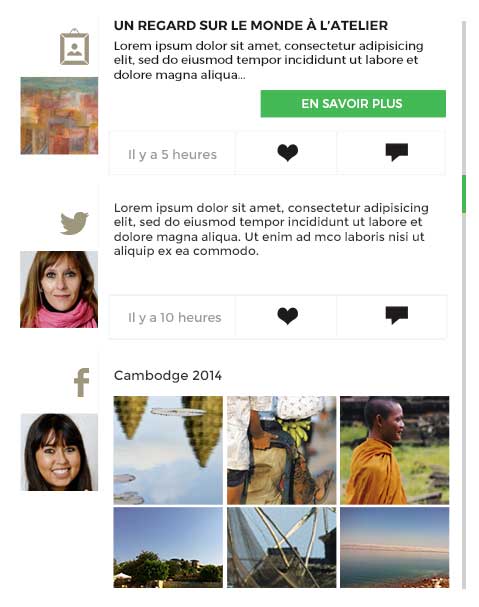 UN REGARD SUR LE MONDE À L'ATELIER
Lorem ipsum dolor sit amet, consectetur adipisicing
elit, sed do eiusmod tempor incididunt ut labore et
dolore magna aliqua...
EN SAVOIR PLUS
Il y a 5 heures
Lorem ipsum dolor sit amet, consectetur adipisicing
elit, sed do eiusmod tempor incididunt ut labore et
dolore magna aliqua. Ut enim ad mco laboris nisi ut
aliquip ex ea commodo.
Il y a 10 heures
Cambodge 2014